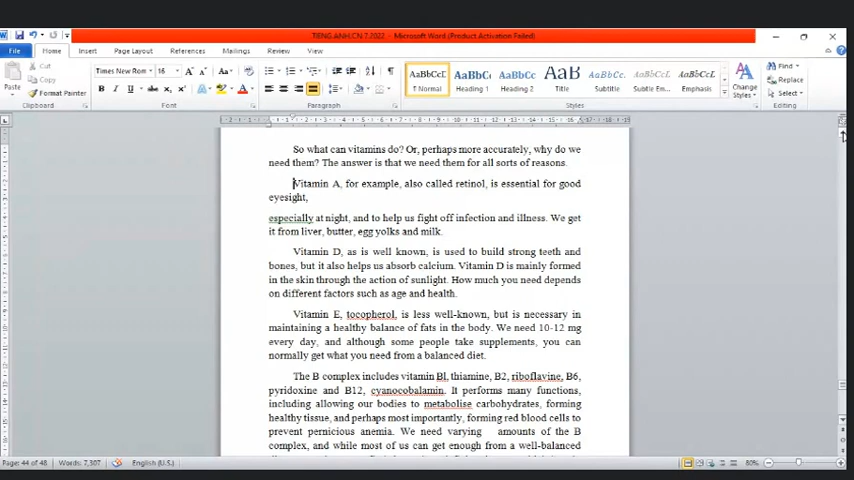 TIENG.ANH.CN.7.2022 - Microsoft Word (Product Activation Failed)
File Home Insert Page Layout References Mailings Review View
Cut
Copy
Format Painter
Paste
Clipboard
Times New Rom 16
Font
Paragraph
AaBbCcI AaBbCc AaBbCc AaB AaBbCc. AaBbCcI AaBbCcI
¶ Normal Heading 1 Heading 2 Title Subtitle Subtle Em... Emphasis
Styles
Change Styles
Find
Replace
Select
Editing
So what can vitamins do? Or, perhaps more accurately, why do we
need them? The answer is that we need them for all sorts of reasons.
Vitamin A, for example, also called retinol, is essential for good
eyesight,
especially at night, and to help us fight off infection and illness. We get
it from liver, butter, egg yolks and milk.
Vitamin D, as is well known, is used to build strong teeth and
bones, but it also helps us absorb calcium. Vitamin D is mainly formed
in the skin through the action of sunlight. How much you need depends
on different factors such as age and health.
Vitamin E, tocopherol, is less well-known, but is necessary in
maintaining a healthy balance of fats in the body. We need 10-12 mg
every day, and although some people take supplements, you can
normally get what you need from a balanced diet.
The B complex includes vitamin Bl, thiamine, B2, riboflavine, B6,
pyridoxine and B12, cyanocobalamin. It performs many functions,
including allowing our bodies to metabolise carbohydrates, forming
healthy tissue, and perhaps most importantly, forming red blood cells to
prevent pernicious anemia. We need varying amounts of the B
complex, and while most of us can get enough from a well-balanced
Page: 44 of 48 Words: 7,307 English (U.S.) 80%